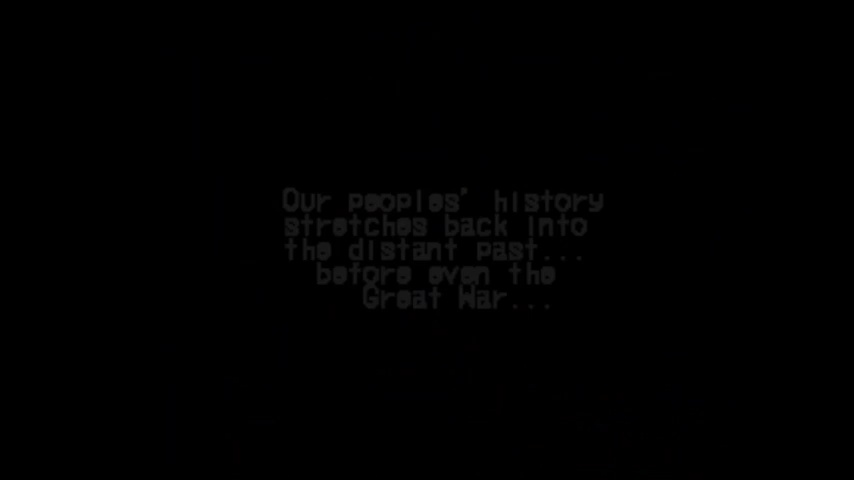 Our peoples' history
stretches back into
the distant past...
before even the
Great War...